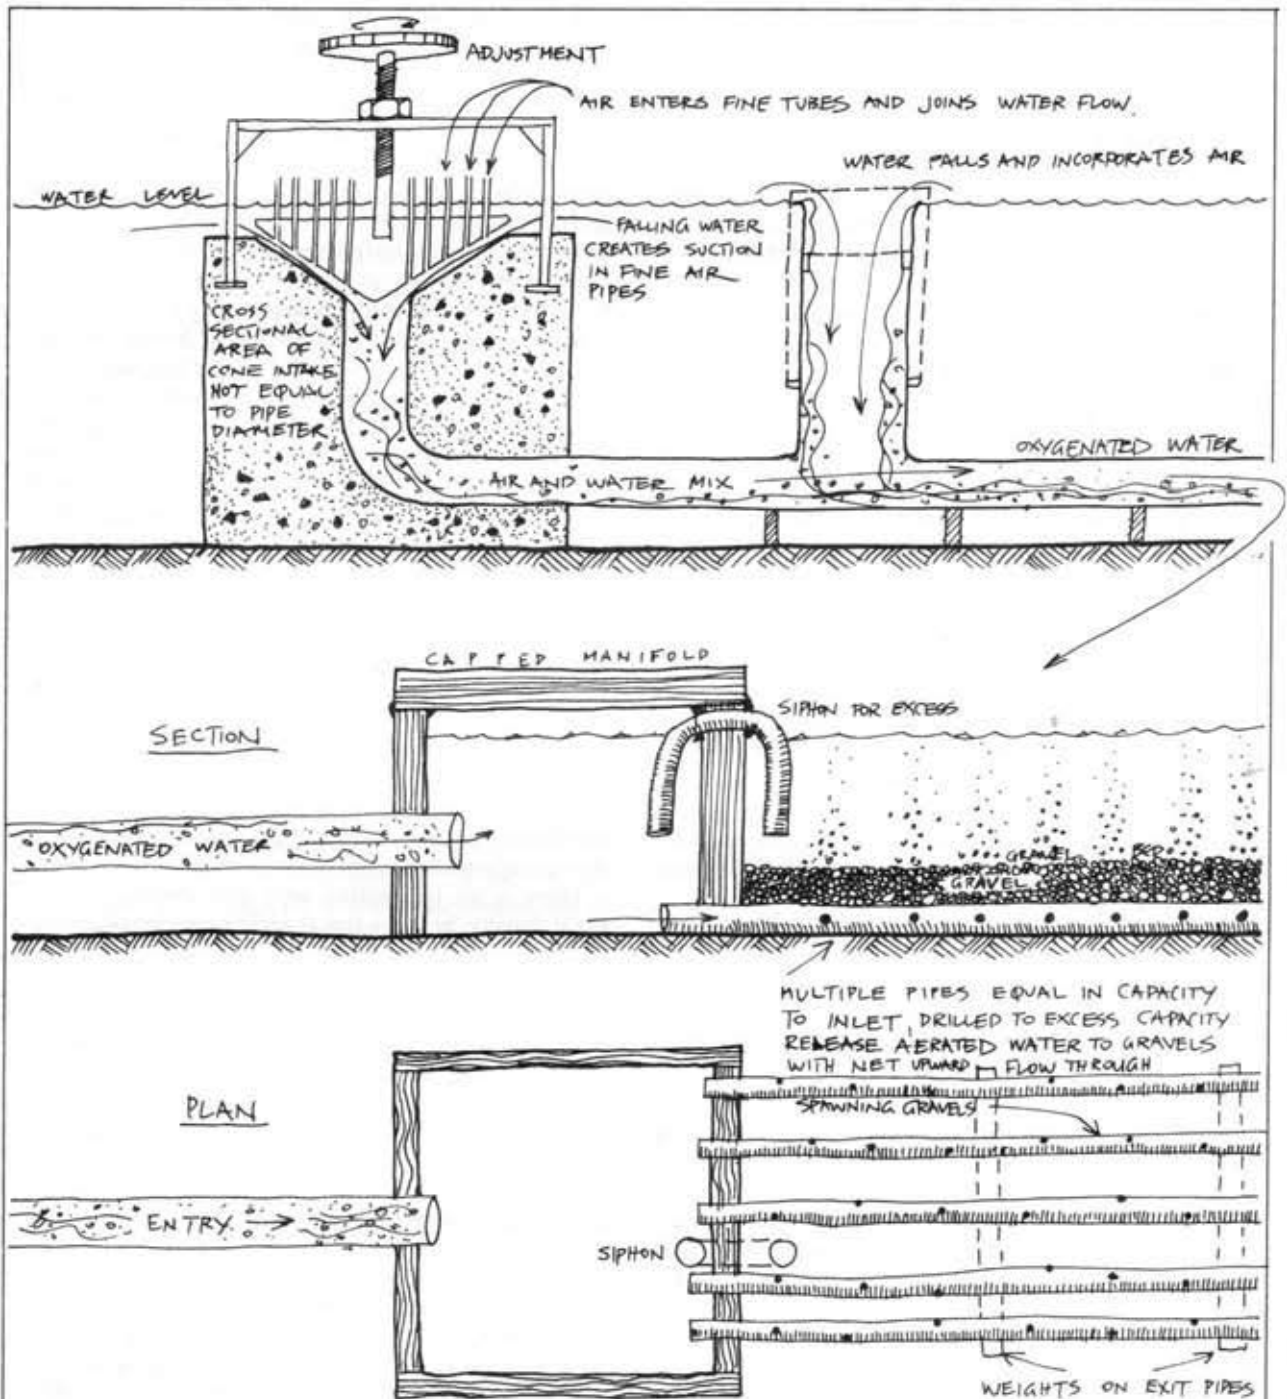 ADJUSTMENT
AIR ENTERS FINE TUBES AND JOINS WATER FLOW.
WATER FALLS AND INCORPORATES AIR
WATER LEVEL
FALLING WATER
CREATES SUCTION
IN FINE AIR
PIPES
CROSS
SECTIONAL
AREA OF
CONE INTAKE
NOT EQUAL
TO PIPE
DIAMETER
OXYGENATED WATER
AIR AND WATER MIX
CAPPED MANIFOLD
SIPHON FOR EXCESS
SECTION
OXYGENATED WATER
GRAVEL BED
GRAVEL
MULTIPLE PIPES EQUAL IN CAPACITY
TO INLET, DRILLED TO EXCESS CAPACITY
RELEASE AERATED WATER TO GRAVELS
WITH NET UPWARD FLOW THROUGH
SPAWNING GRAVELS
PLAN
ENTRY
SIPHON
WEIGHTS ON EXIT PIPES